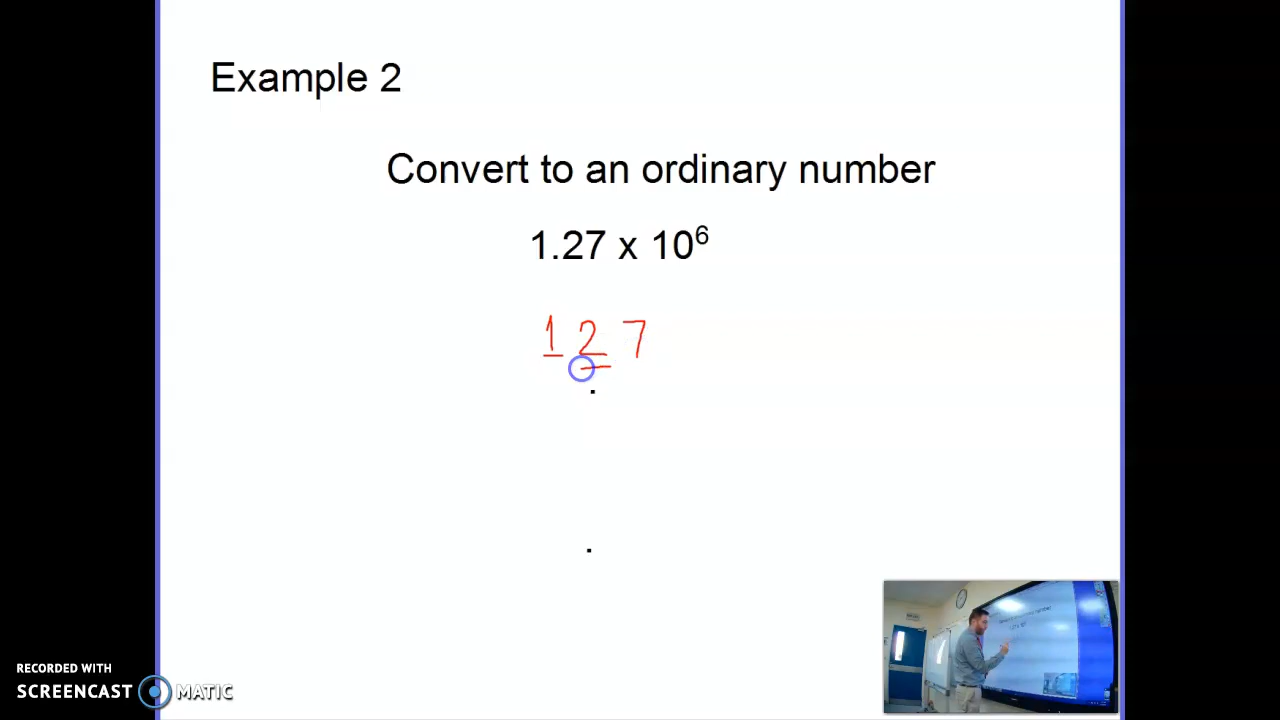 Example 2
Convert to an ordinary number
1.27 x 10⁶
1 2 7
.
.
RECORDED WITH
SCREENCAST MATIC